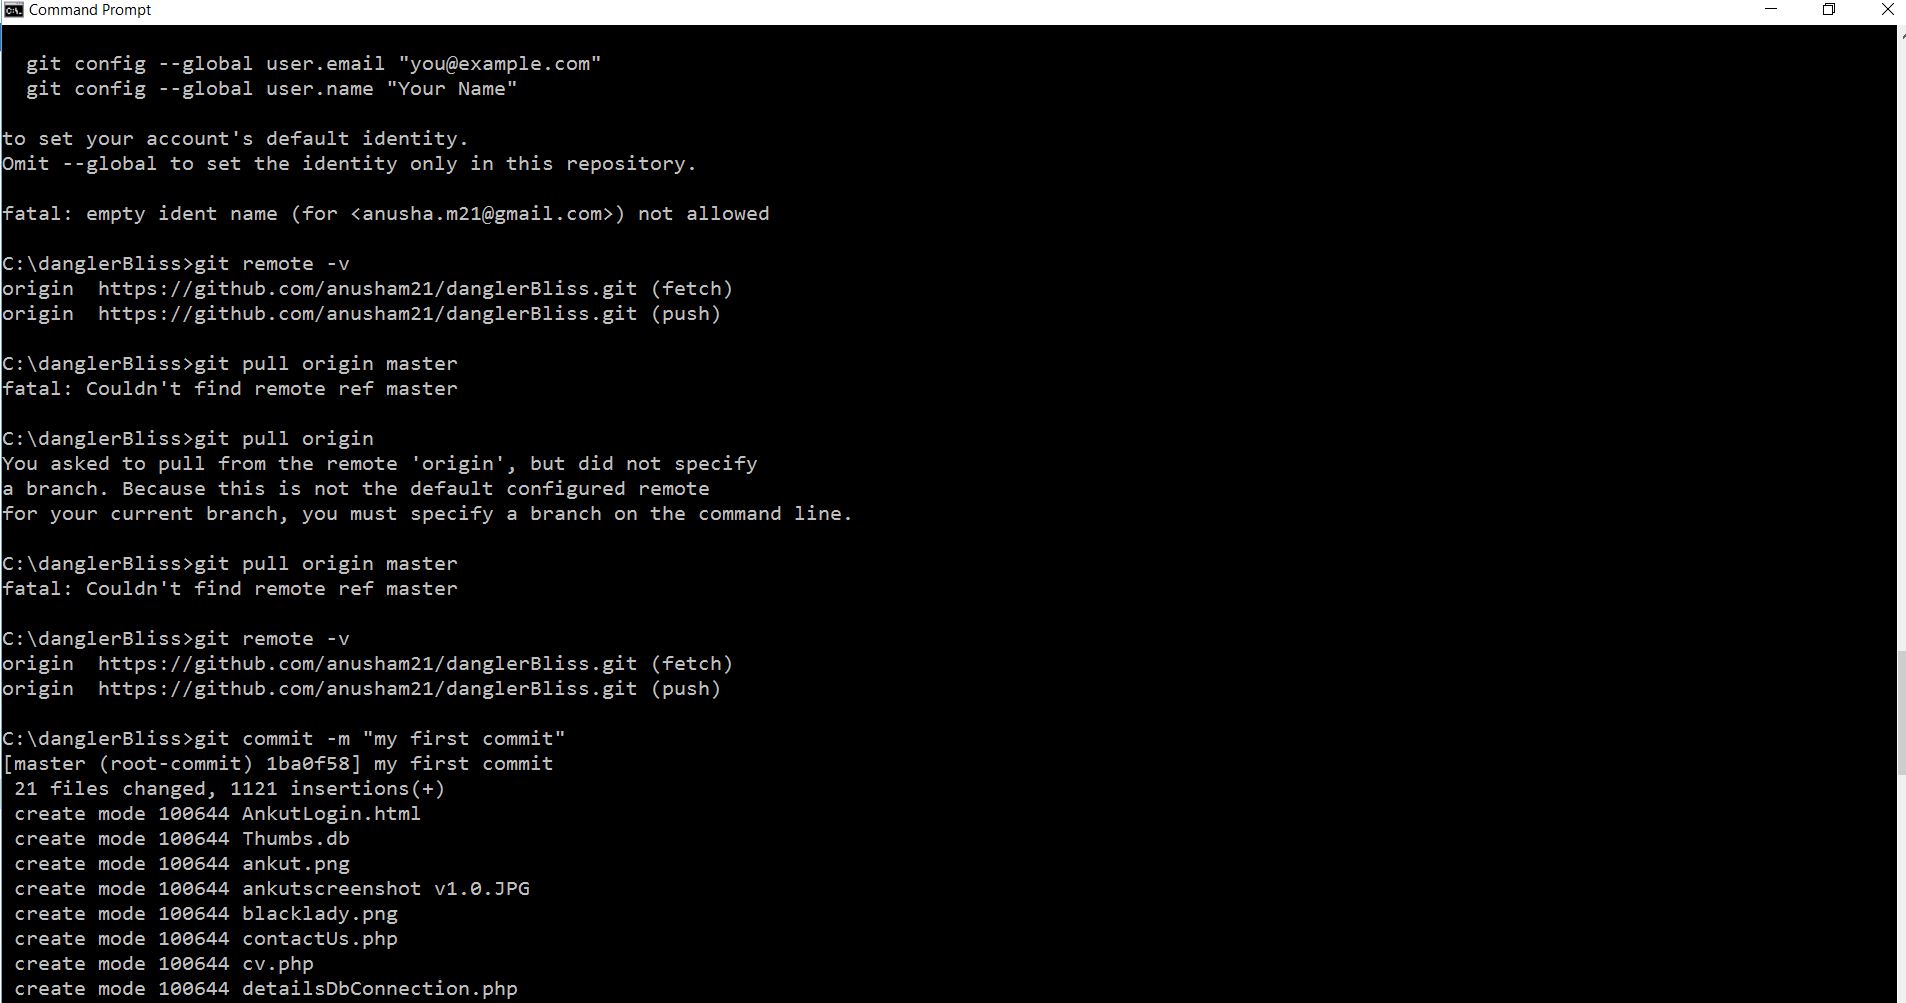 Command Prompt
git config --global user.email "you@example.com"
git config --global user.name "Your Name"
to set your account's default identity.
Omit --global to set the identity only in this repository.
fatal: empty ident name (for <anusha.m21@gmail.com>) not allowed
C:\danglerBliss>git remote -v
origin  https://github.com/anusham21/danglerBliss.git (fetch)
origin  https://github.com/anusham21/danglerBliss.git (push)
C:\danglerBliss>git pull origin master
fatal: Couldn't find remote ref master
C:\danglerBliss>git pull origin
You asked to pull from the remote 'origin', but did not specify
a branch. Because this is not the default configured remote
for your current branch, you must specify a branch on the command line.
C:\danglerBliss>git pull origin master
fatal: Couldn't find remote ref master
C:\danglerBliss>git remote -v
origin  https://github.com/anusham21/danglerBliss.git (fetch)
origin  https://github.com/anusham21/danglerBliss.git (push)
C:\danglerBliss>git commit -m "my first commit"
[master (root-commit) 1ba0f58] my first commit
21 files changed, 1121 insertions(+)
create mode 100644 AnkutLogin.html
create mode 100644 Thumbs.db
create mode 100644 ankut.png
create mode 100644 ankutscreenshot v1.0.JPG
create mode 100644 blacklady.png
create mode 100644 contactUs.php
create mode 100644 cv.php
create mode 100644 detailsDbConnection.php